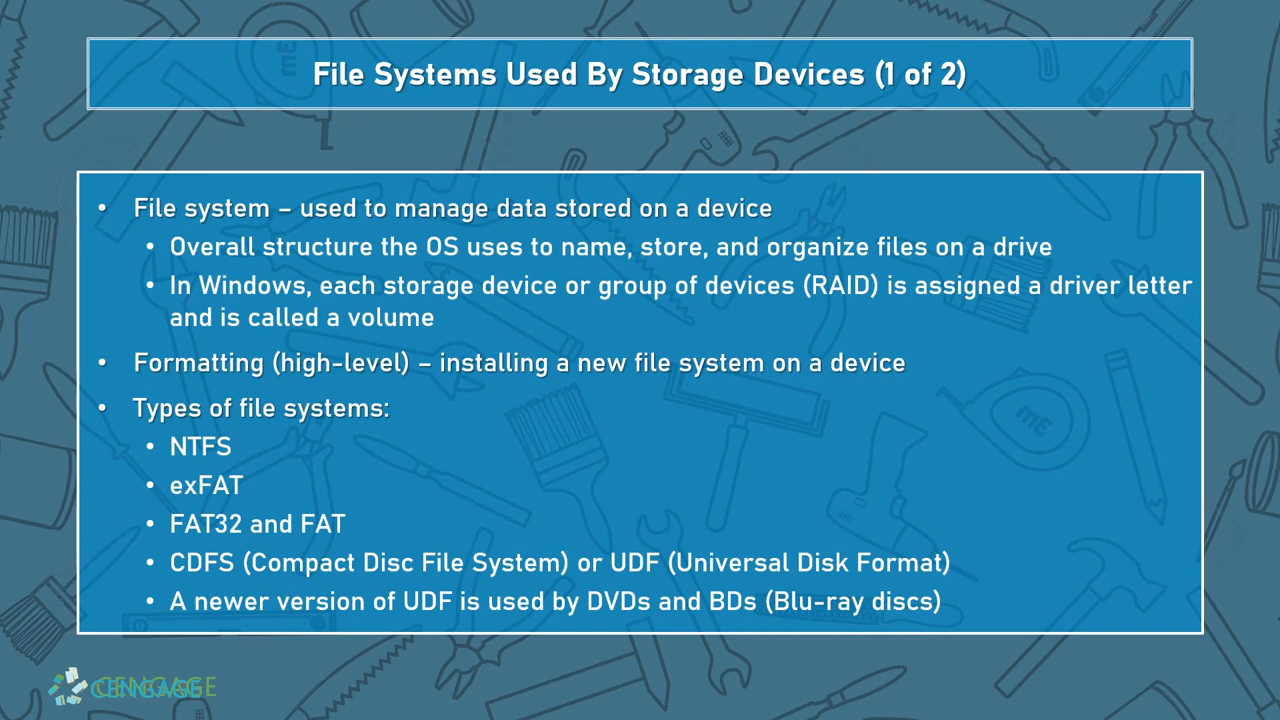 File Systems Used By Storage Devices (1 of 2)
• File system – used to manage data stored on a device
• Overall structure the OS uses to name, store, and organize files on a drive
• In Windows, each storage device or group of devices (RAID) is assigned a driver letter
and is called a volume
• Formatting (high-level) – installing a new file system on a device
• Types of file systems:
• NTFS
• exFAT
• FAT32 and FAT
• CDFS (Compact Disc File System) or UDF (Universal Disk Format)
• A newer version of UDF is used by DVDs and BDs (Blu-ray discs)
CENGAGE